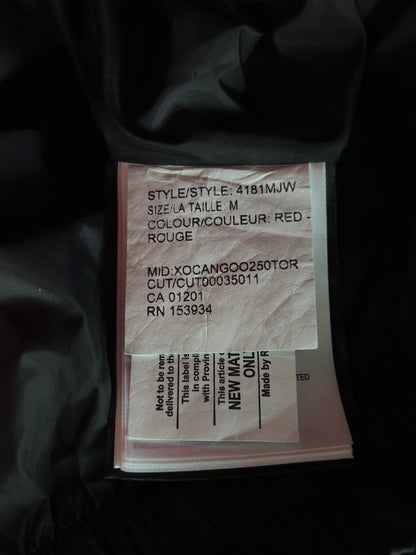 STYLE/STYLE: 4181MJW
SIZE/LA TAILLE M
COLOUR/COULEUR: RED -
ROUGE
MID:XOCANGOO250TOR
CUT/CUT00035011
CA 01201
RN 153934
Not to be rem
delivered to the
This label is
in compli
with Provin
This article c
NEW MAT
ONL
Made by R
TED